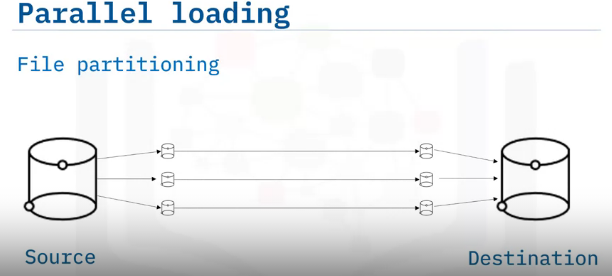 Parallel loading
File partitioning
Source
Destination